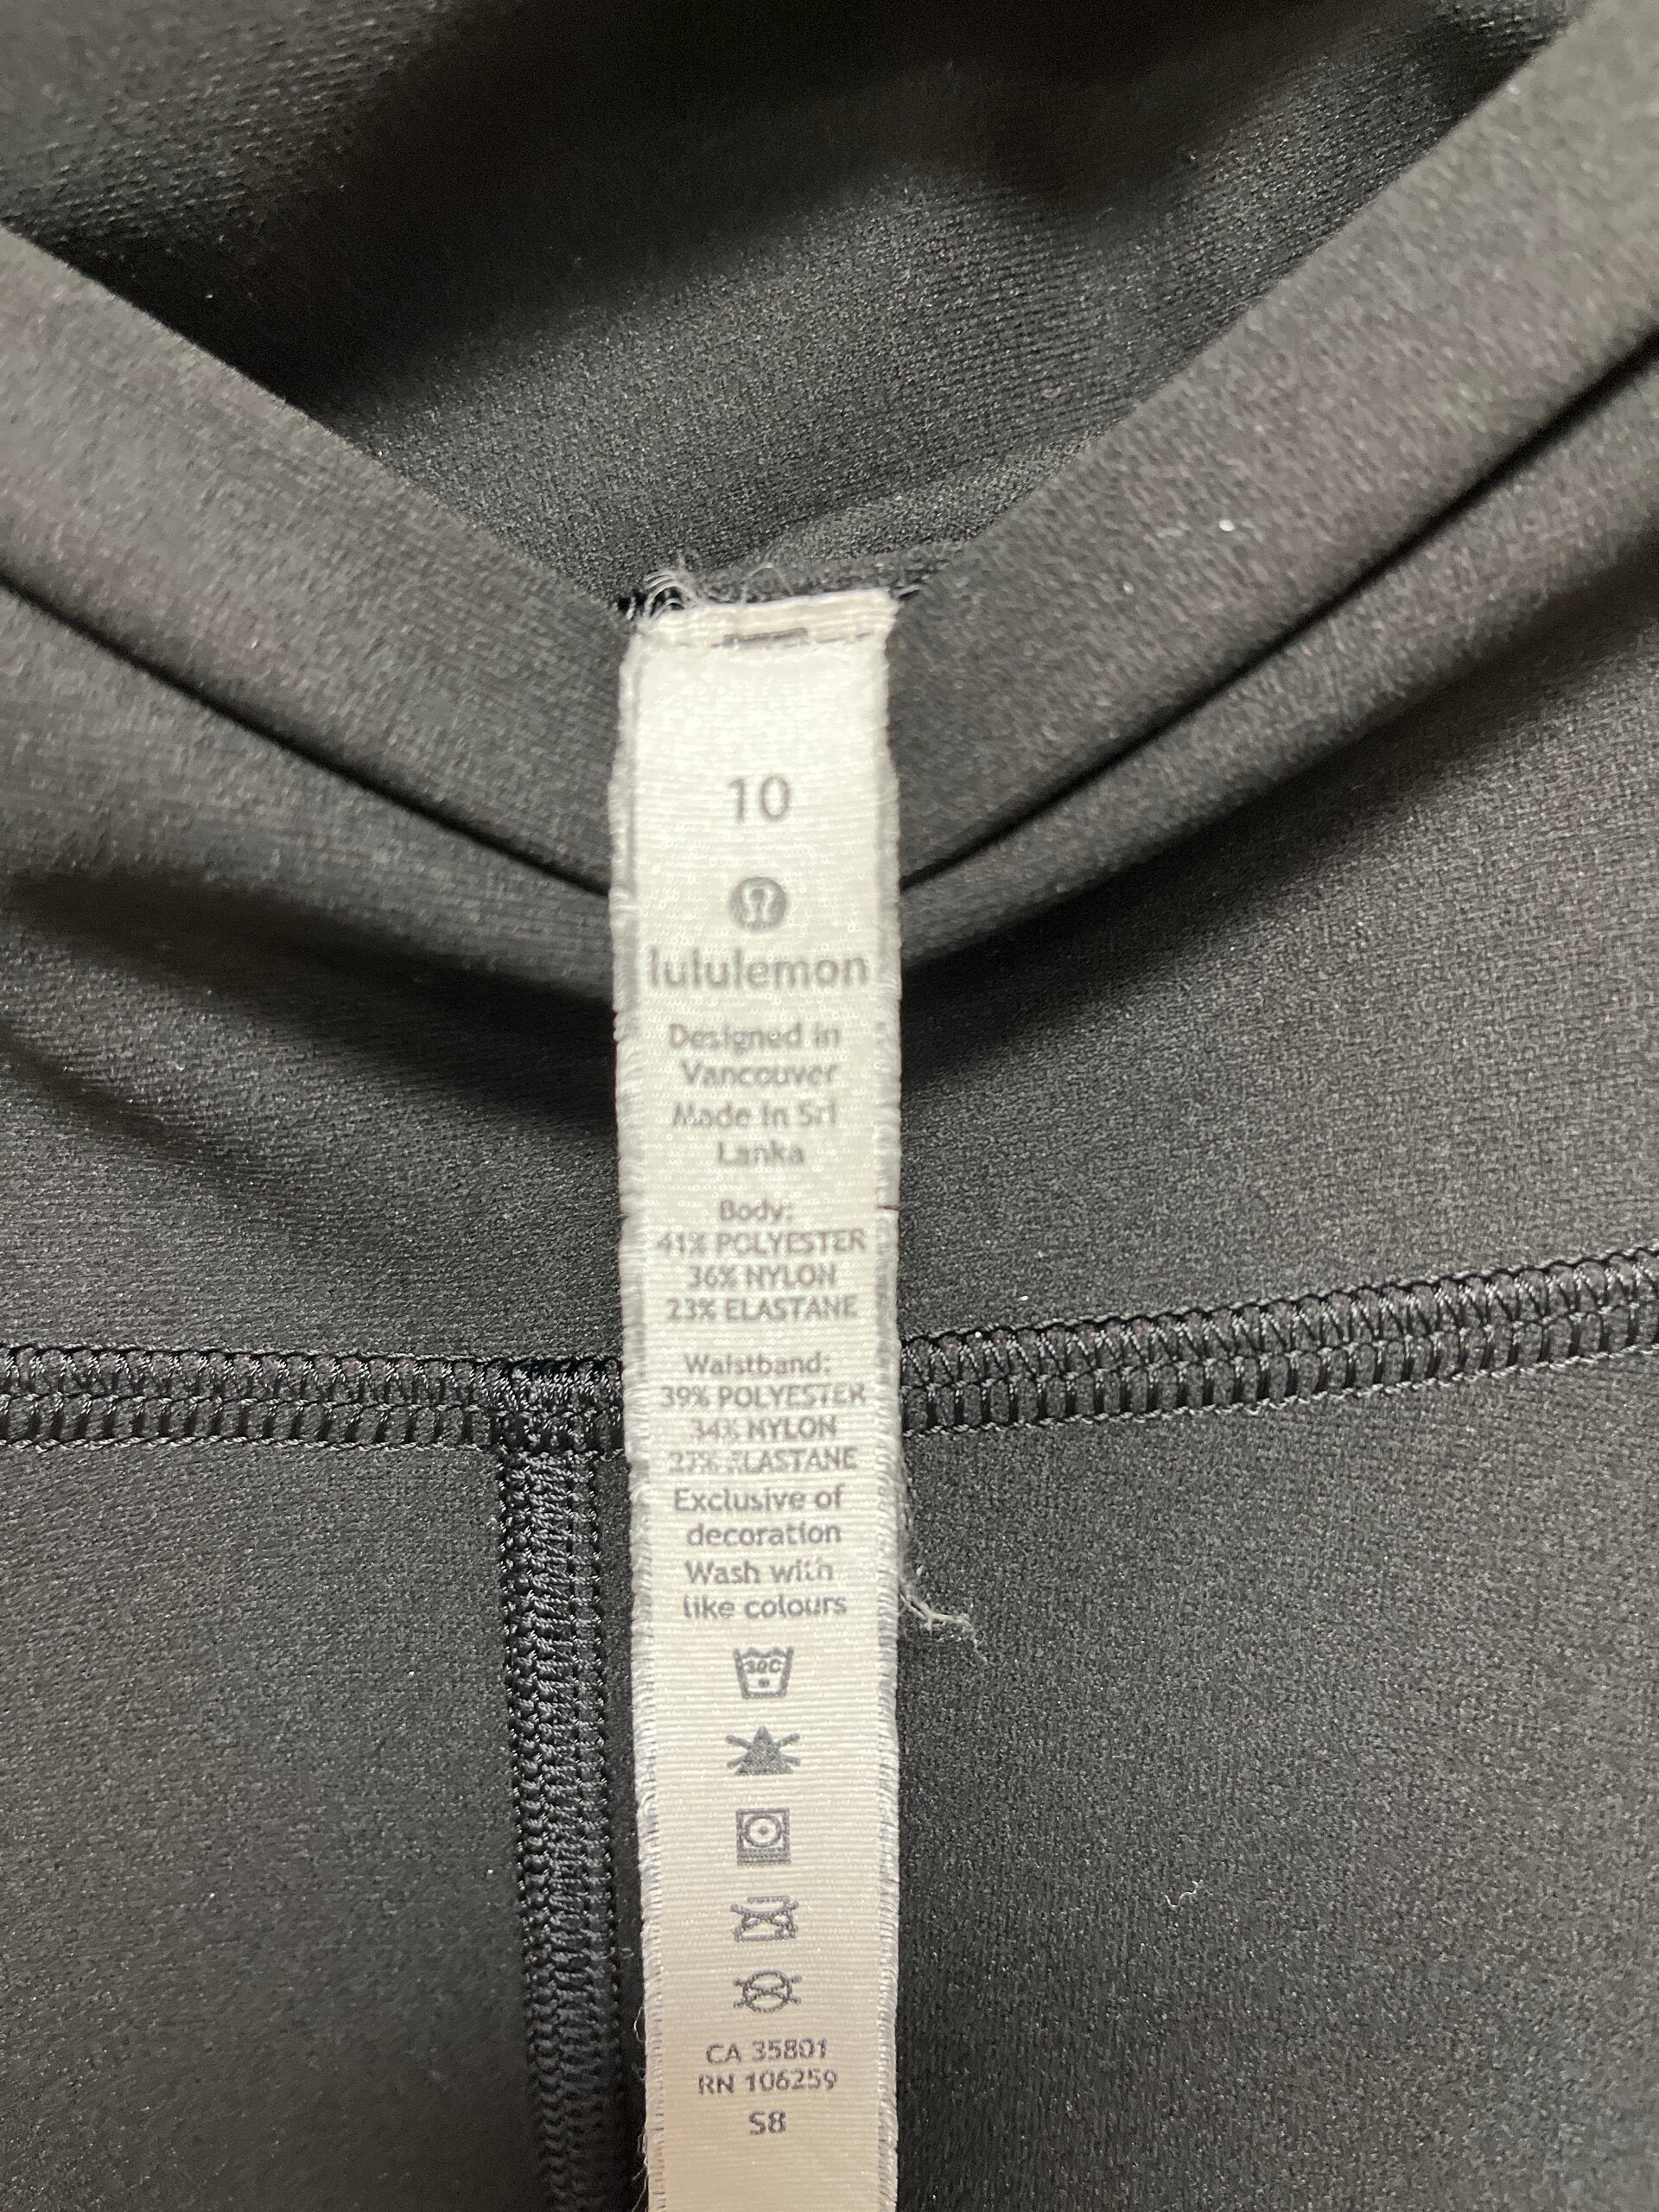 10
lululemon
Designed in
Vancouver
Made in Sri
Lanka
Body:
41% POLYESTER
36% NYLON
23% ELASTANE
Waistband:
39% POLYESTER
34% NYLON
27% ELASTANE
Exclusive of
decoration
Wash with
like colours
30C
CA 35801
RN 106259
S8